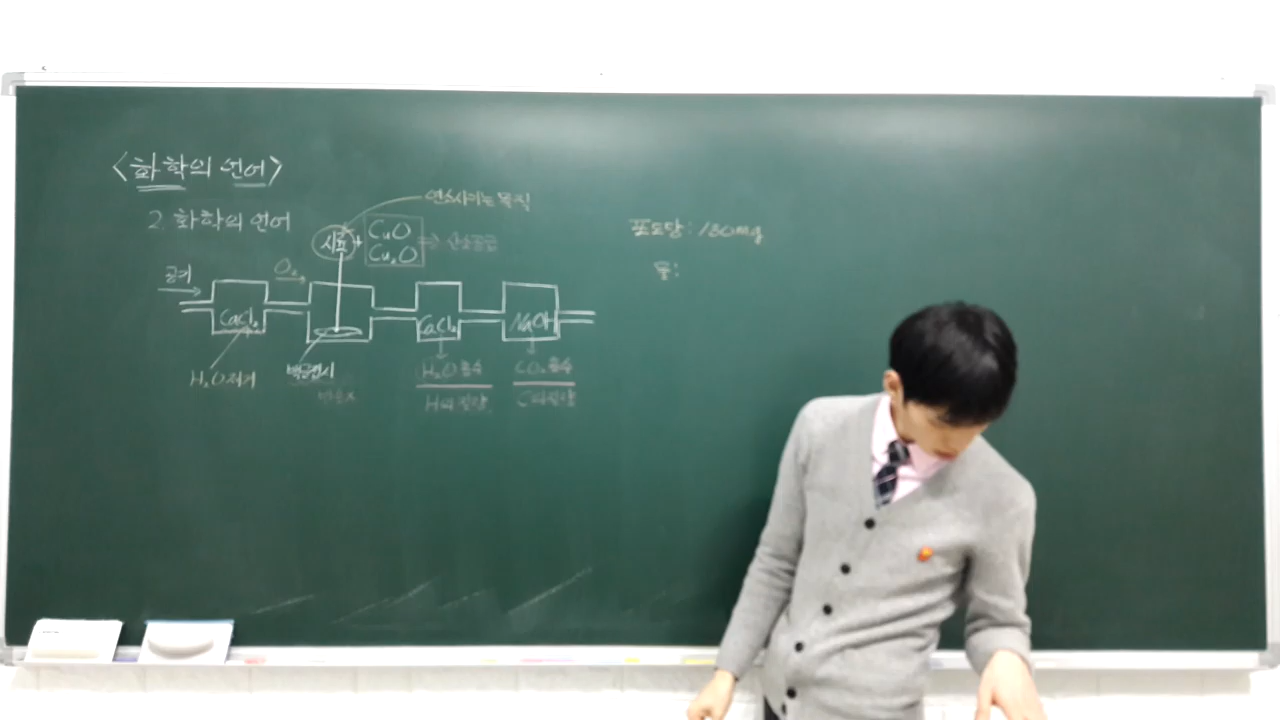 <화학의 언어>
2. 화학의 언어
연소시키는 물질
시료 + CuO
Cu₂O
⇒ 산소공급
공기
O₂
CaCl₂
CaCl₂
NaOH
H₂O 제거
백금접시
반응X
H₂O 흡수
H의 질량
CO₂ 흡수
C의 질량
포도당: 180mg
물: